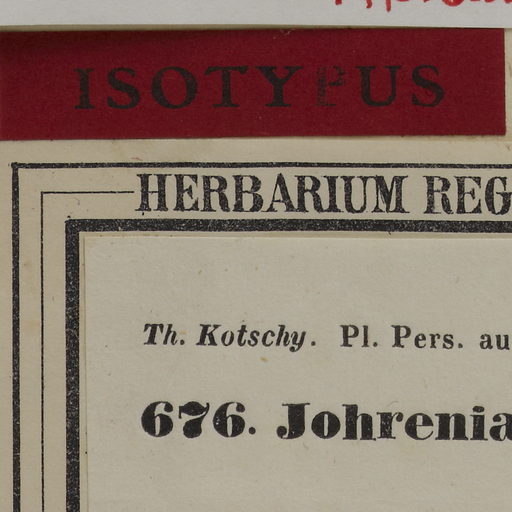 ISOTYPUS
HERBARIUM REG
Th. Kotschy. Pl. Pers. au
676. Johrenia